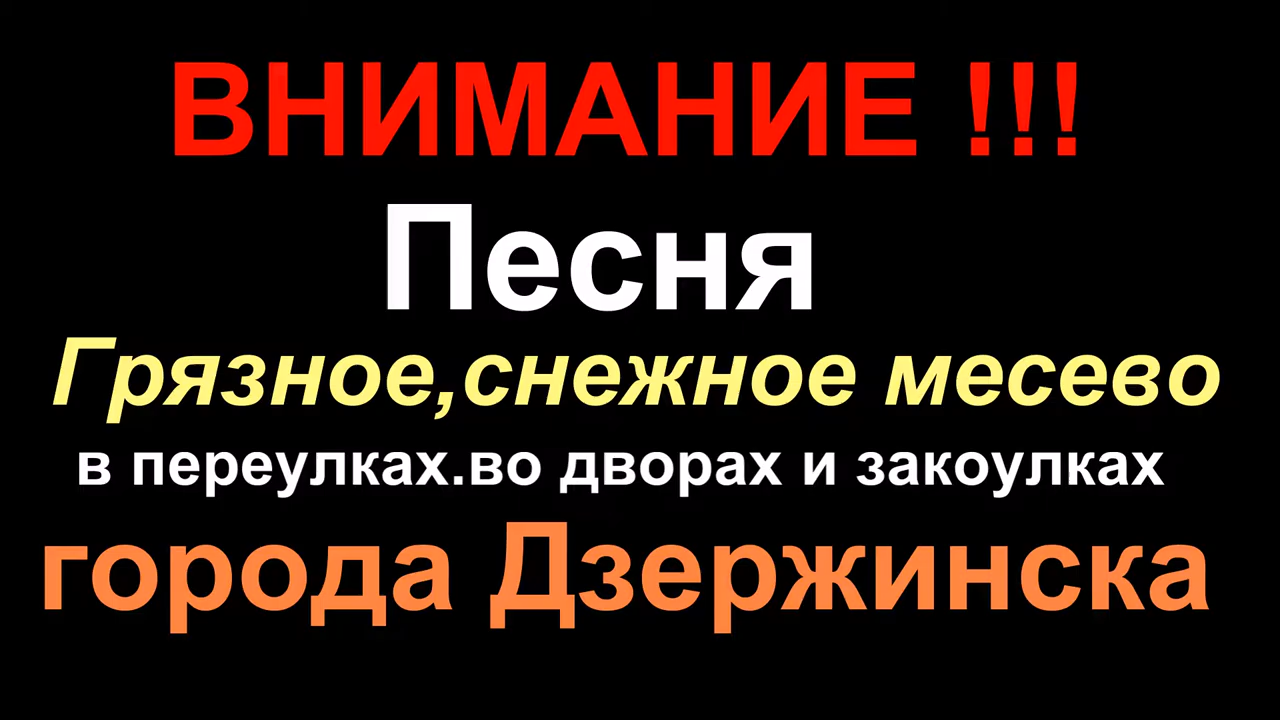 ВНИМАНИЕ !!!
Песня
Грязное,снежное месево
в переулках.во дворах и закоулках
города Дзержинска